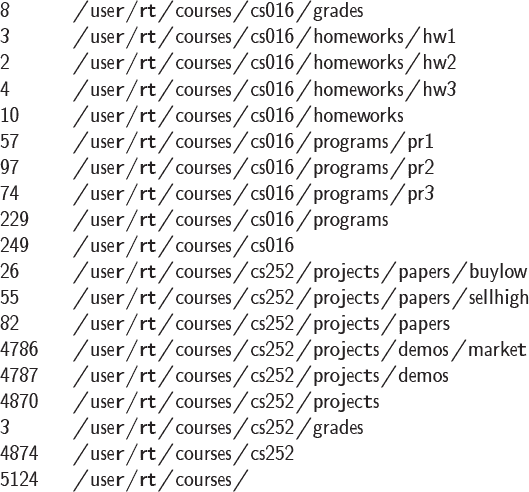 8 /user/rt/courses/cs016/grades
3 /user/rt/courses/cs016/homeworks/hw1
2 /user/rt/courses/cs016/homeworks/hw2
4 /user/rt/courses/cs016/homeworks/hw3
10 /user/rt/courses/cs016/homeworks
57 /user/rt/courses/cs016/programs/pr1
97 /user/rt/courses/cs016/programs/pr2
74 /user/rt/courses/cs016/programs/pr3
229 /user/rt/courses/cs016/programs
249 /user/rt/courses/cs016
26 /user/rt/courses/cs252/projects/papers/buylow
55 /user/rt/courses/cs252/projects/papers/sellhigh
82 /user/rt/courses/cs252/projects/papers
4786 /user/rt/courses/cs252/projects/demos/market
4787 /user/rt/courses/cs252/projects/demos
4870 /user/rt/courses/cs252/projects
3 /user/rt/courses/cs252/grades
4874 /user/rt/courses/cs252
5124 /user/rt/courses/